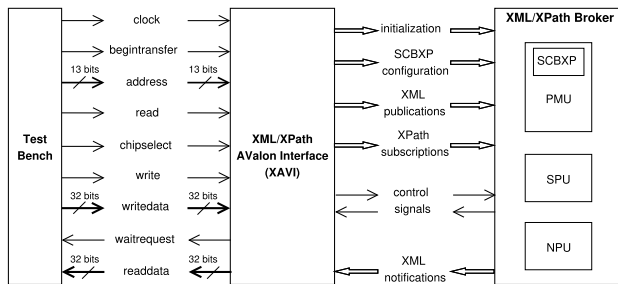 Test
Bench
clock
begintransfer
13 bits
address
13 bits
read
chipselect
write
32 bits
writedata
32 bits
waitrequest
32 bits
readdata
32 bits
XML/XPath
AValon Interface
(XAVI)
initialization
SCBXP
configuration
XML
publications
XPath
subscriptions
control
signals
XML
notifications
XML/XPath Broker
SCBXP
PMU
SPU
NPU